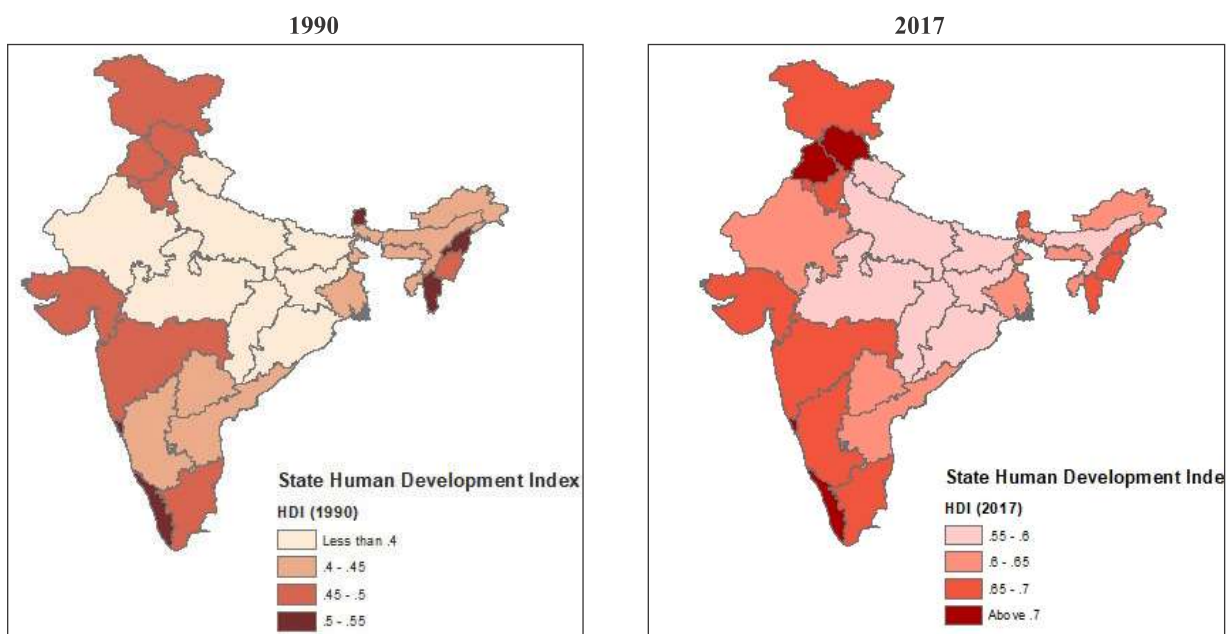 1990
State Human Development Index
HDI (1990)
Less than .4
.4 - .45
.45 - .5
.5 - .55
2017
State Human Development Inde
HDI (2017)
.55 - .6
.6 - .65
.65 - .7
Above .7